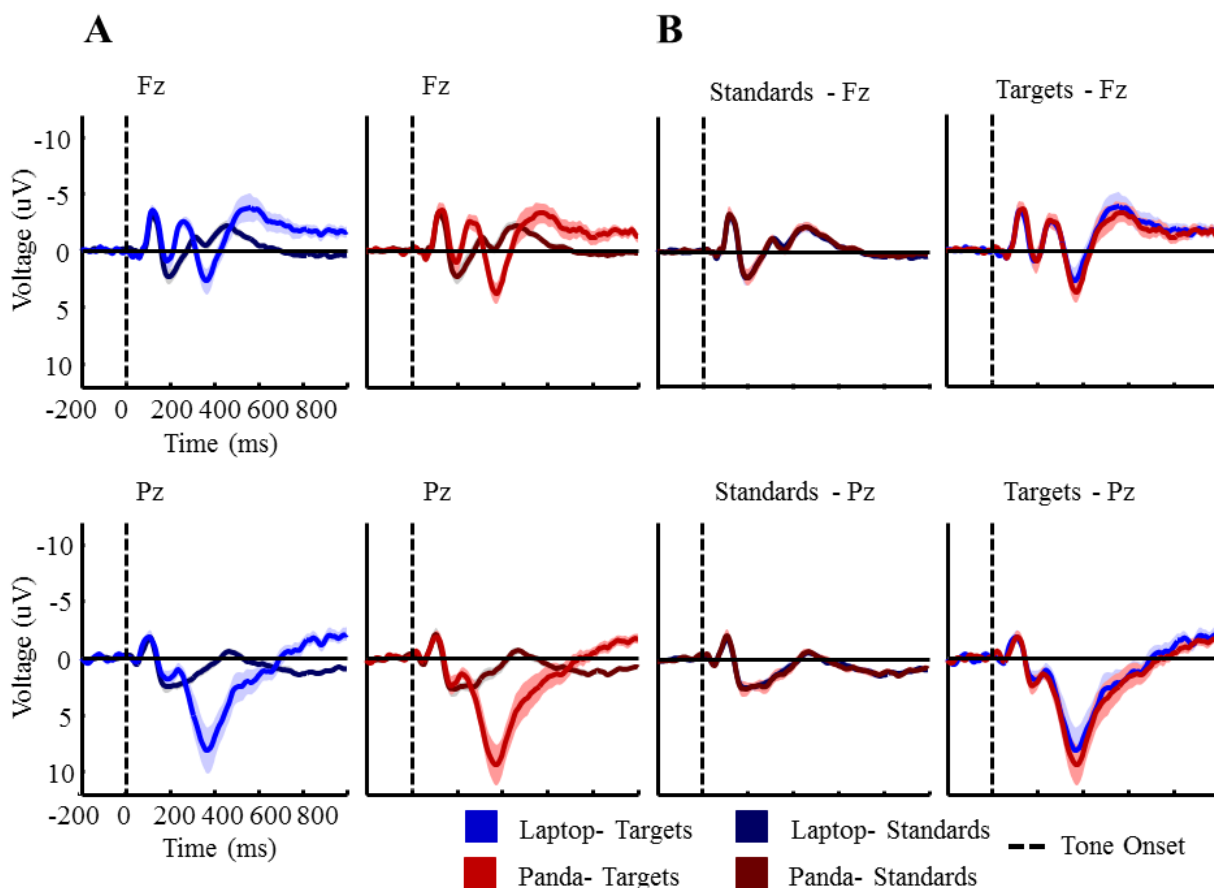 A
B
Fz
Fz
Standards - Fz
Targets - Fz
Voltage (uV)
-10
-5
0
5
10
-200 0 200 400 600 800
Time (ms)
Pz
Pz
Standards - Pz
Targets - Pz
Voltage (uV)
-10
-5
0
5
10
-200 0 200 400 600 800
Time (ms)
Laptop- Targets
Laptop- Standards
Tone Onset
Panda- Targets
Panda- Standards